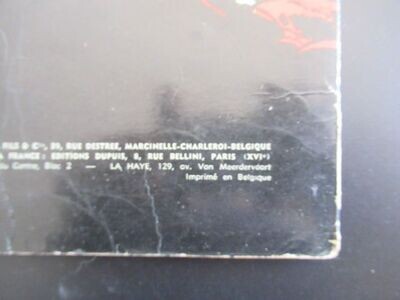 FILS & Cie, 39, RUE DESTREE, MARCINELLE-CHARLEROI-BELGIQUE
FRANCE : EDITIONS DUPUIS, 8, RUE BELLINI, PARIS (XVIe)
du Centre, Bloc 2 — LA HAYE, 129, av. Van Meerdervoort
Imprimé en Belgique